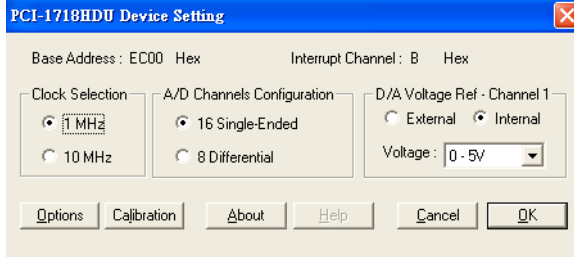 PCI-1718HDU Device Setting
Base Address : EC00 Hex Interrupt Channel : B Hex
Clock Selection A/D Channels Configuration D/A Voltage Ref - Channel 1
1 MHz 16 Single-Ended External Internal
10 MHz 8 Differential Voltage : 0 - 5V
Options Calibration About Help Cancel OK